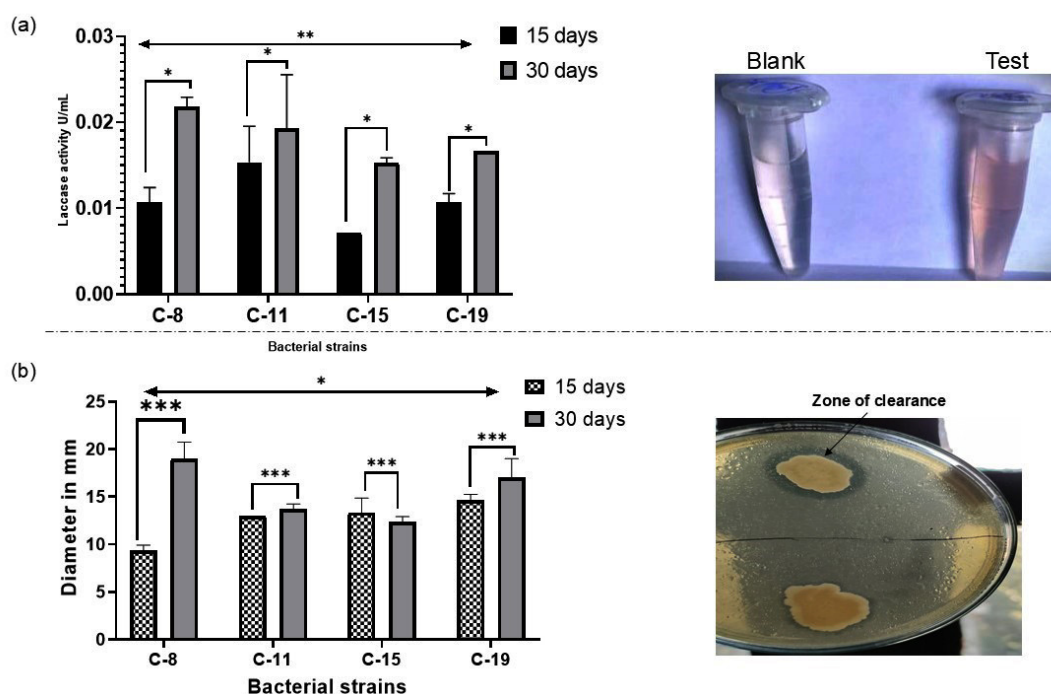 (a)
0.03
0.02
0.01
0.00
Laccase activity U/mL
**
*
*
*
*
15 days
30 days
C-8
C-11
C-15
C-19
Bacterial strains
Blank
Test
(b)
25
20
15
10
5
0
Diameter in mm
*
***
***
***
***
15 days
30 days
C-8
C-11
C-15
C-19
Bacterial strains
Zone of clearance